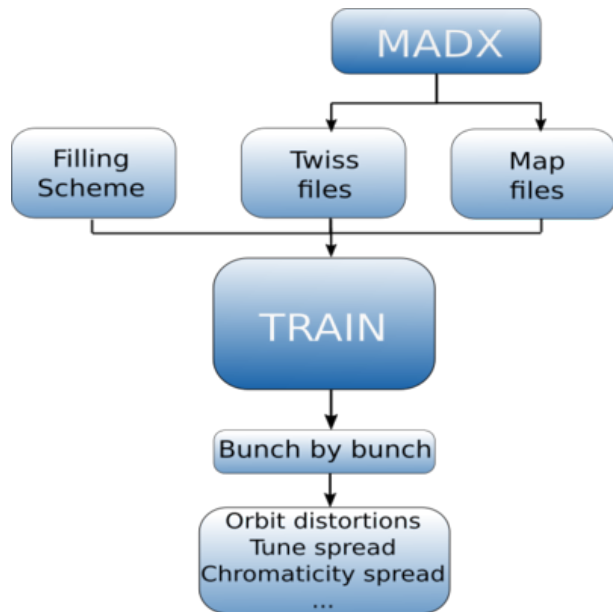 MADX
Filling
Scheme
Twiss
files
Map
files
TRAIN
Bunch by bunch
Orbit distortions
Tune spread
Chromaticity spread
...